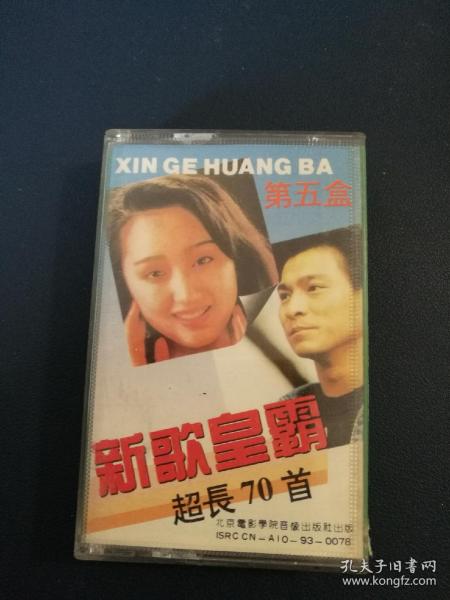 XIN GE HUANG BA
第五盒
新歌皇霸
超長70首
北京電影學院音像出版社出版
ISRC CN－A10－93－0078
孔夫子旧书网
www.kongfz.com